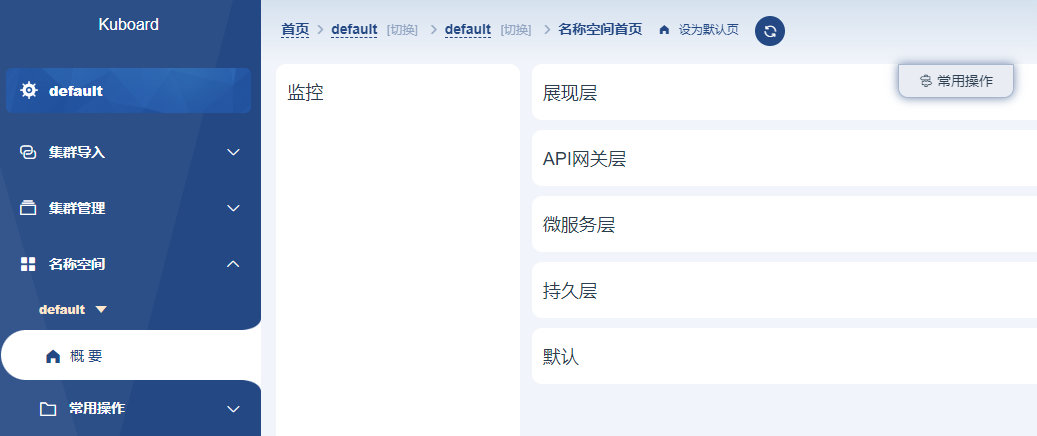 Kuboard
default
集群导入
集群管理
名称空间
default
概 要
常用操作
首页 default [切换] default [切换] 名称空间首页 设为默认页
监控
展现层
常用操作
API网关层
微服务层
持久层
默认